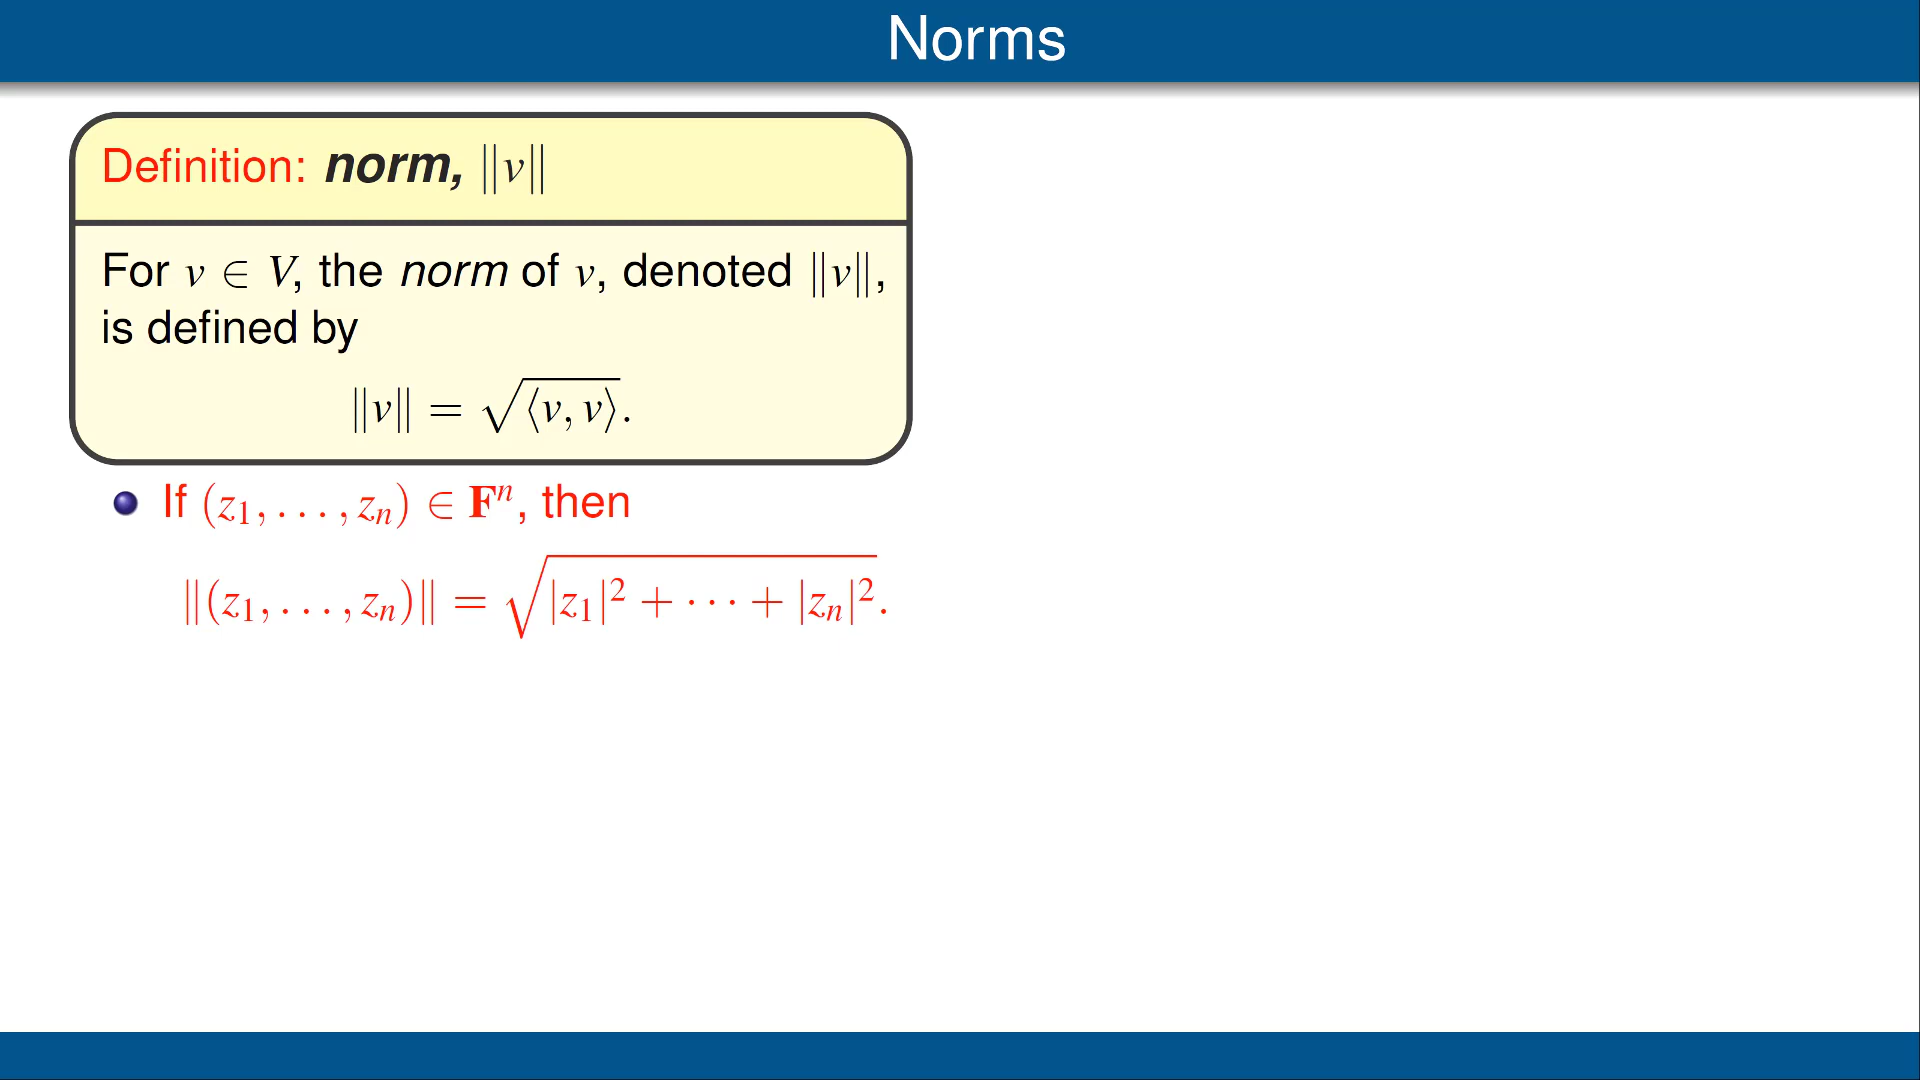 Norms
Definition: norm, ‖v‖
For v ∈ V, the norm of v, denoted ‖v‖,
is defined by
‖v‖ = √⟨v, v⟩.
If (z₁, . . . , zₙ) ∈ Fⁿ, then
‖(z₁, . . . , zₙ)‖ = √(|z₁|² + · · · + |zₙ|²).